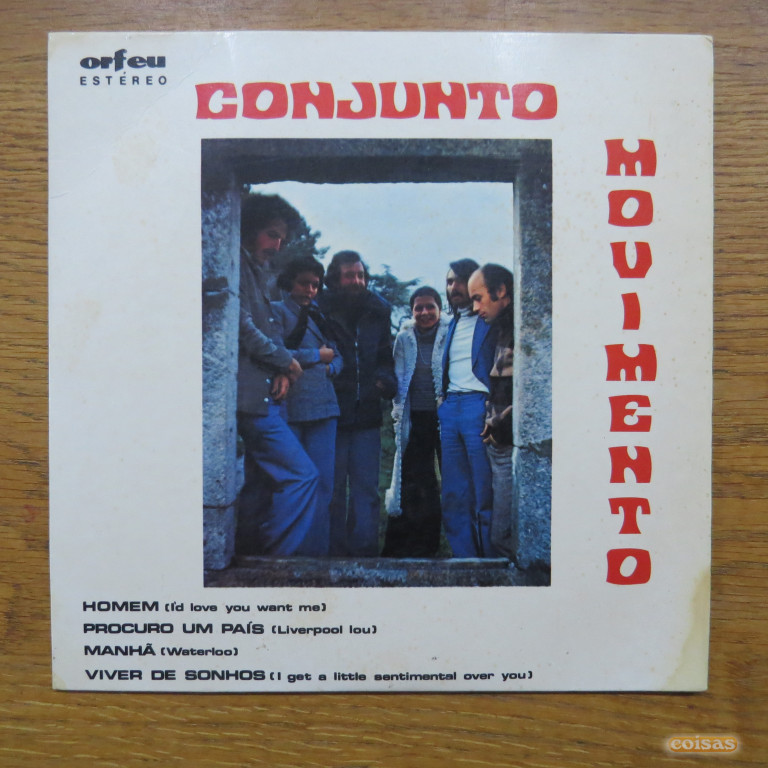 orfeu
ESTÉREO
CONJUNTO
MOVIMENTO
HOMEM (I'd love you want me)
PROCURO UM PAÍS (Liverpool lou)
MANHÃ (Waterloo)
VIVER DE SONHOS (I get a little sentimental over you)
coisas